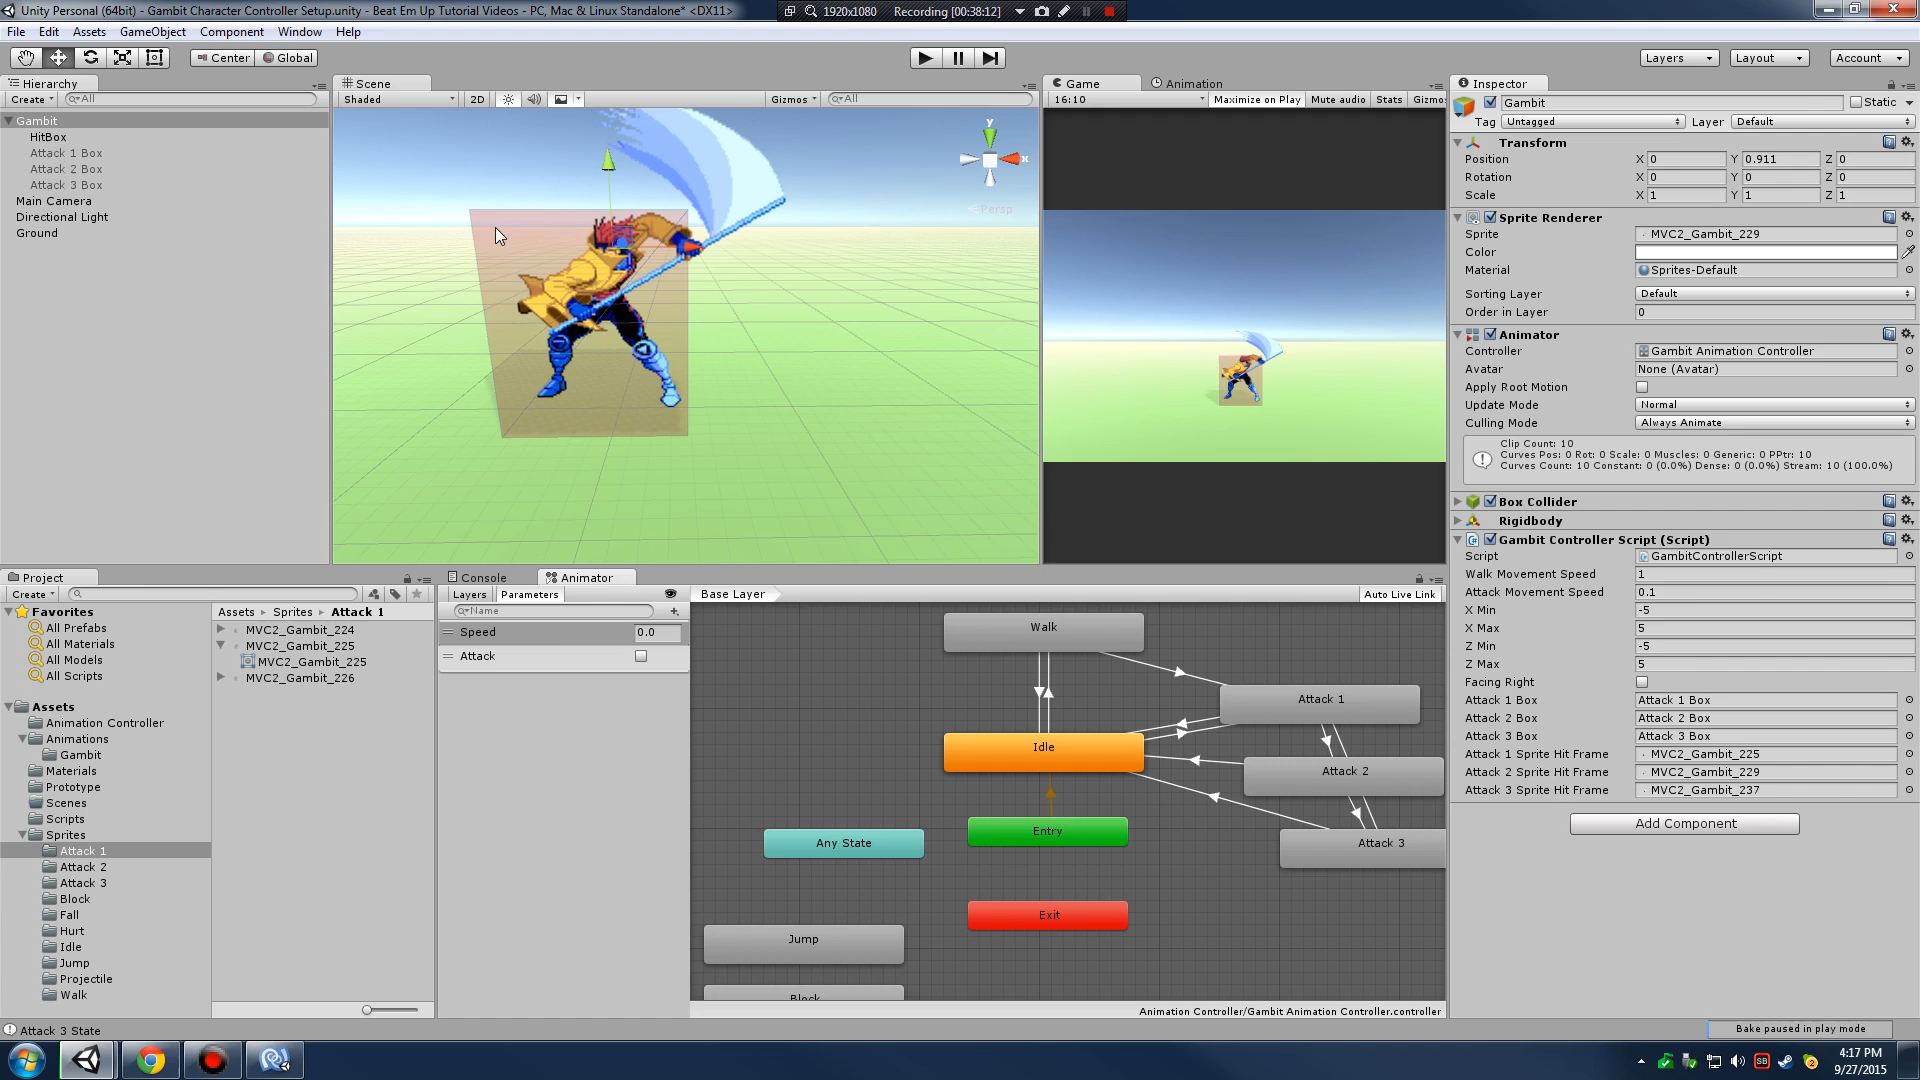 Unity Personal (64bit) - Gambit Character Controller Setup.unity - Beat Em Up Tutorial Videos - PC, Mac & Linux Standalone* <DX11>
1920x1080 Recording [00:38:12]
File Edit Assets GameObject Component Window Help
Center Global Layers Layout Account
Hierarchy
Create All
Gambit
HitBox
Attack 1 Box
Attack 2 Box
Attack 3 Box
Main Camera
Directional Light
Ground
Scene
Shaded 2D Gizmos All
y
x
Persp
Game Animation
16:10 Maximize on Play Mute audio Stats Gizmos
Inspector
Gambit Static
Tag Untagged Layer Default
Transform
Position X 0 Y 0.911 Z 0
Rotation X 0 Y 0 Z 0
Scale X 1 Y 1 Z 1
Sprite Renderer
Sprite MVC2_Gambit_229
Color
Material Sprites-Default
Sorting Layer Default
Order in Layer 0
Animator
Controller Gambit Animation Controller
Avatar None (Avatar)
Apply Root Motion
Update Mode Normal
Culling Mode Always Animate
Clip Count: 10
Curves Pos: 0 Rot: 0 Scale: 0 Muscles: 0 Generic: 0 PPtr: 10
Curves Count: 10 Constant: 0 (0.0%) Dense: 0 (0.0%) Stream: 10 (100.0%)
Box Collider
Rigidbody
Gambit Controller Script (Script)
Script GambitControllerScript
Walk Movement Speed 1
Attack Movement Speed 0.1
X Min -5
X Max 5
Z Min -5
Z Max 5
Facing Right
Attack 1 Box Attack 1 Box
Attack 2 Box Attack 2 Box
Attack 3 Box Attack 3 Box
Attack 1 Sprite Hit Frame MVC2_Gambit_225
Attack 2 Sprite Hit Frame MVC2_Gambit_229
Attack 3 Sprite Hit Frame MVC2_Gambit_237
Add Component
Project
Create
Favorites
All Prefabs
All Materials
All Models
All Scripts
Assets
Animation Controller
Animations
Gambit
Materials
Prototype
Scenes
Scripts
Sprites
Attack 1
Attack 2
Attack 3
Block
Fall
Hurt
Idle
Jump
Projectile
Walk
Assets Sprites Attack 1
MVC2_Gambit_224
MVC2_Gambit_225
MVC2_Gambit_225
MVC2_Gambit_226
Console Animator
Layers Parameters
Name
Speed 0.0
Attack
Base Layer Auto Live Link
Walk
Attack 1
Idle
Attack 2
Entry
Any State
Attack 3
Exit
Jump
Block
Animation Controller/Gambit Animation Controller.controller
Attack 3 State
Bake paused in play mode
4:17 PM
9/27/2015